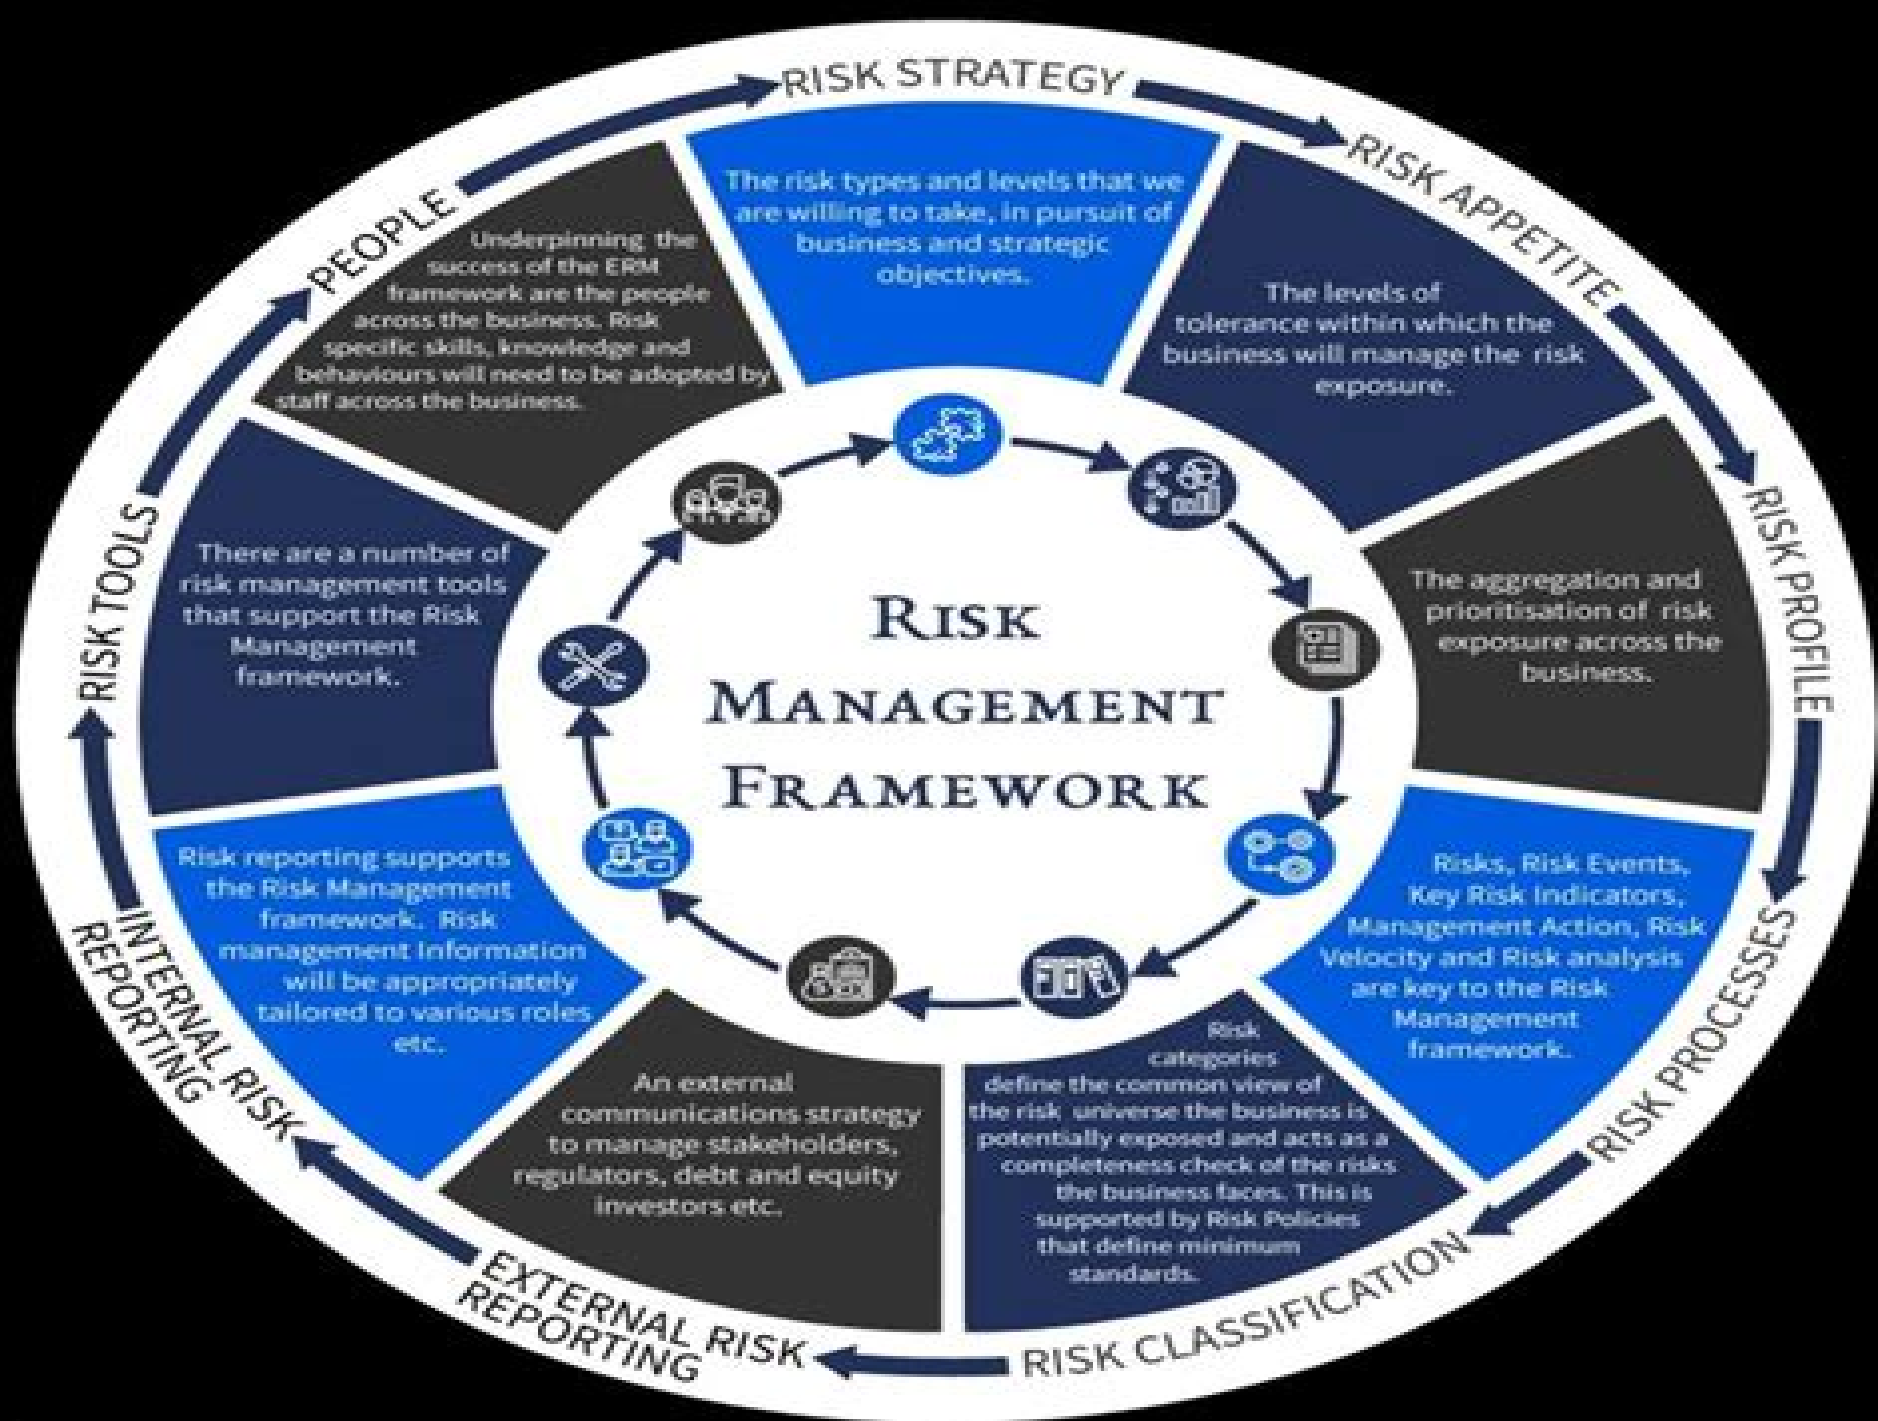 RISK STRATEGY
The risk types and levels that we
are willing to take, in pursuit of
business and strategic
objectives.
RISK APPETITE
The levels of
tolerance within which the
business will manage the risk
exposure.
RISK PROFILE
The aggregation and
prioritisation of risk
exposure across the
business.
RISK PROCESSES
Risks, Risk Events,
Key Risk Indicators,
Management Action, Risk
Velocity and Risk analysis
are key to the Risk
Management
framework.
RISK CLASSIFICATION
Risk
categories
define the common view of
the risk universe the business is
potentially exposed and acts as a
completeness check of the risks
the business faces. This is
supported by Risk Policies
that define minimum
standards.
EXTERNAL RISK
REPORTING
An external
communications strategy
to manage stakeholders,
regulators, debt and equity
investors etc.
INTERNAL RISK
REPORTING
Risk reporting supports
the Risk Management
framework. Risk
management Information
will be appropriately
tailored to various roles
etc.
RISK TOOLS
There are a number of
risk management tools
that support the Risk
Management
framework.
PEOPLE
Underpinning the
success of the ERM
framework are the people
across the business. Risk
specific skills, knowledge and
behaviours will need to be adopted by
staff across the business.
RISK
MANAGEMENT
FRAMEWORK